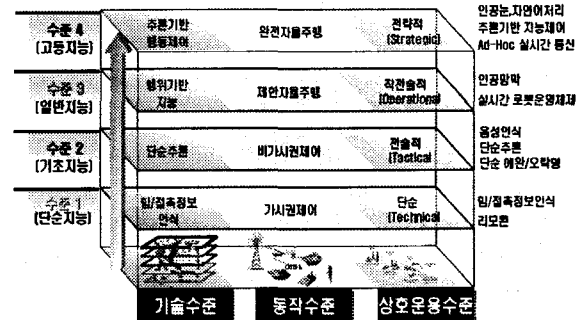 수준 4
(고등지능)
추론기반
행동제어
완전자율주행
전략적
(Strategic)
인공눈,자연어처리
추론기반 지능제어
Ad-Hoc 실시간 통신
수준 3
(일반지능)
행위기반
지능
제안자율주행
작전술적
(Operational)
인공망막
실시간 로봇운영체제
수준 2
(기초지능)
단순추론
비가시권제어
전술적
(Tactical
음성인식
단순추론
단순 애완/오락형
수준 1
(단순지능)
힘/접촉정보
인식
가시권제어
단순
(Technical
힘/접촉정보인식
리모콘
기술수준
동작수준
상호운용수준